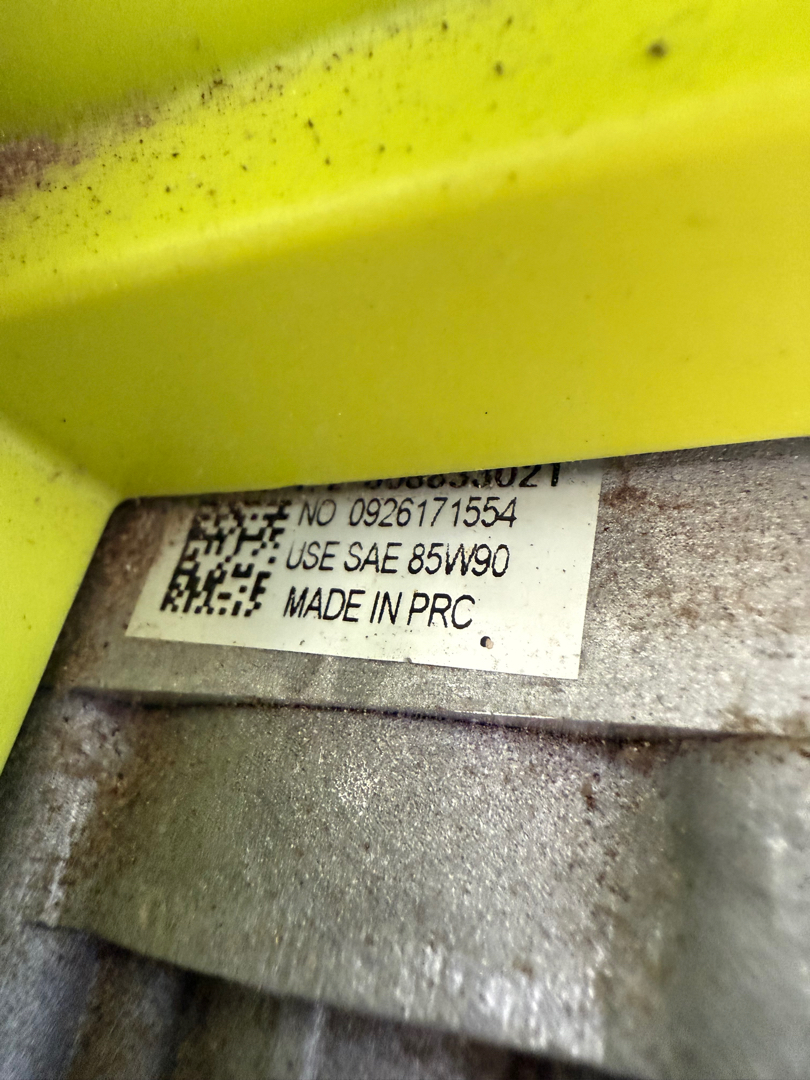 NO 0926171554
USE SAE 85W90
MADE IN PRC